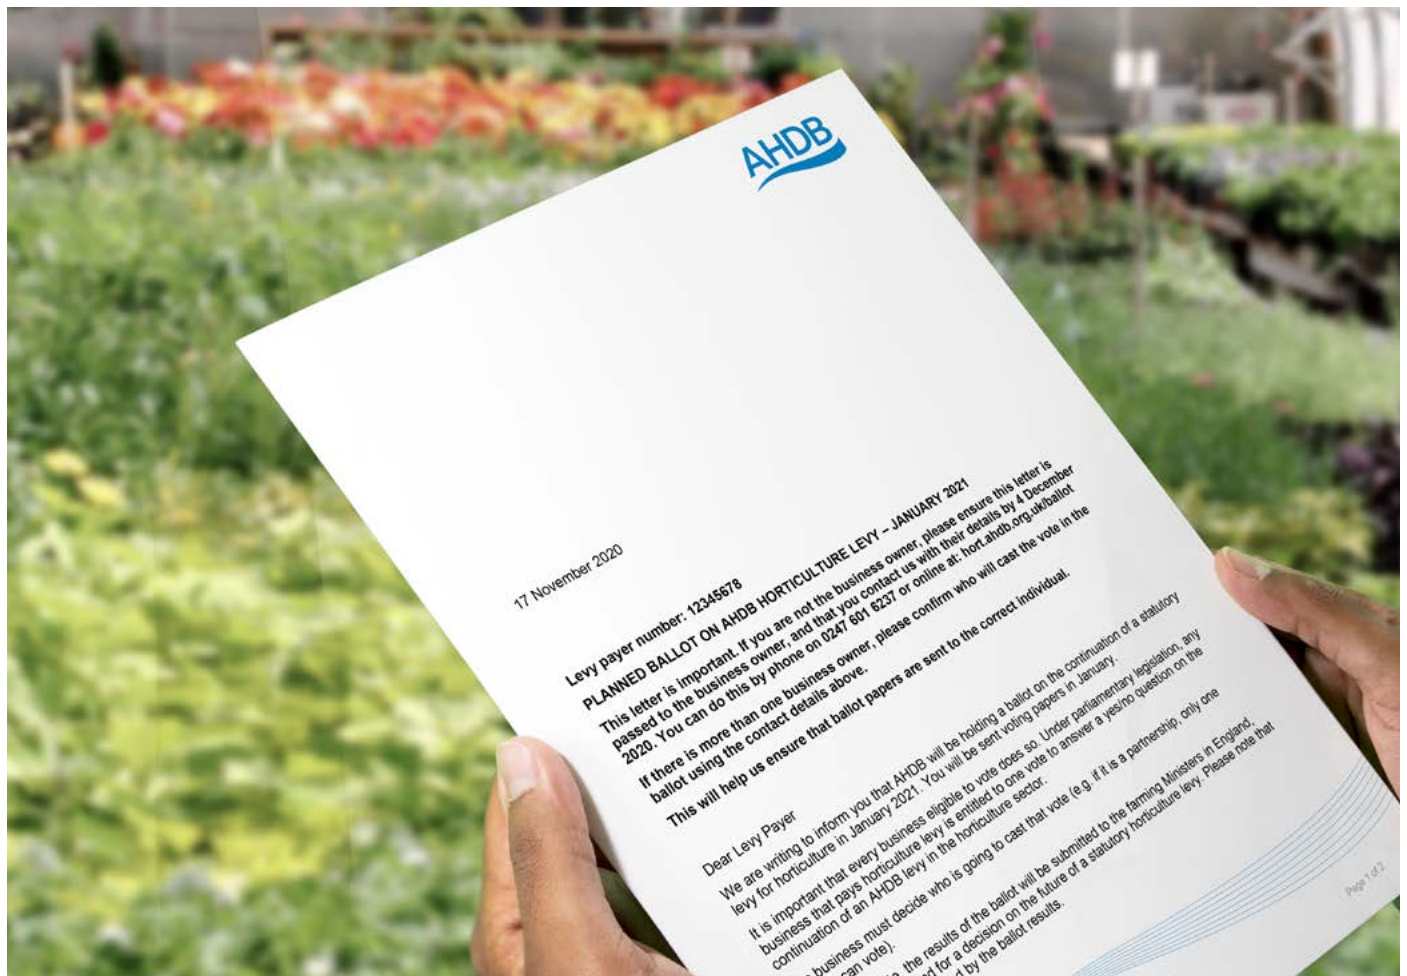 AHDB
17 November 2020
Levy payer number: 12345678
PLANNED BALLOT ON AHDB HORTICULTURE LEVY – JANUARY 2021
This letter is important. If you are not the business owner, please ensure this letter is
passed to the business owner, and that you contact us with their details by 4 December
2020. You can do this by phone on 0247 601 6237 or online at: hort.ahdb.org.uk/ballot
If there is more than one business owner, please confirm who will cast the vote in the
ballot using the contact details above.
This will help us ensure that ballot papers are sent to the correct individual.
Dear Levy Payer
We are writing to inform you that AHDB will be holding a ballot on the continuation of a statutory
levy for horticulture in January 2021. You will be sent voting papers in January.
It is important that every business eligible to vote does so. Under parliamentary legislation, any
business that pays horticulture levy is entitled to one vote to answer a yes/no question on the
continuation of an AHDB levy in the horticulture sector.
business must decide who is going to cast that vote (e.g. if it is a partnership, only one
can vote).
the results of the ballot will be submitted to the farming Ministers in England,
for a decision on the future of a statutory horticulture levy. Please note that
by the ballot results.
Page 1 of 2